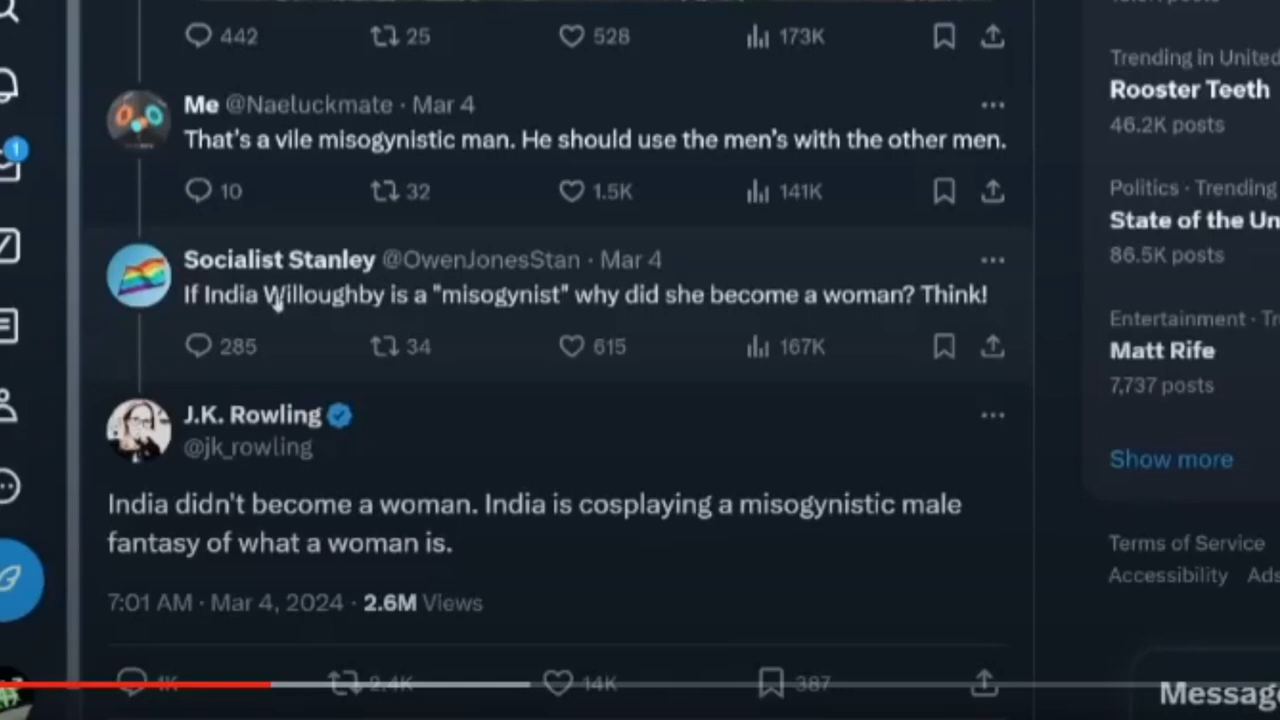 442 25 528 173K
Me @Naeluckmate · Mar 4
That's a vile misogynistic man. He should use the men's with the other men.
10 32 1.5K 141K
Socialist Stanley @OwenJonesStan · Mar 4
If India Willoughby is a "misogynist" why did she become a woman? Think!
285 34 615 167K
J.K. Rowling
@jk_rowling
India didn't become a woman. India is cosplaying a misogynistic male
fantasy of what a woman is.
7:01 AM · Mar 4, 2024 · 2.6M Views
1K 2.4K 14K 387
1
Trending in United
Rooster Teeth
46.2K posts
Politics · Trending
State of the Un
86.5K posts
Entertainment · Tr
Matt Rife
7,737 posts
Show more
Terms of Service
Accessibility Ads
Message